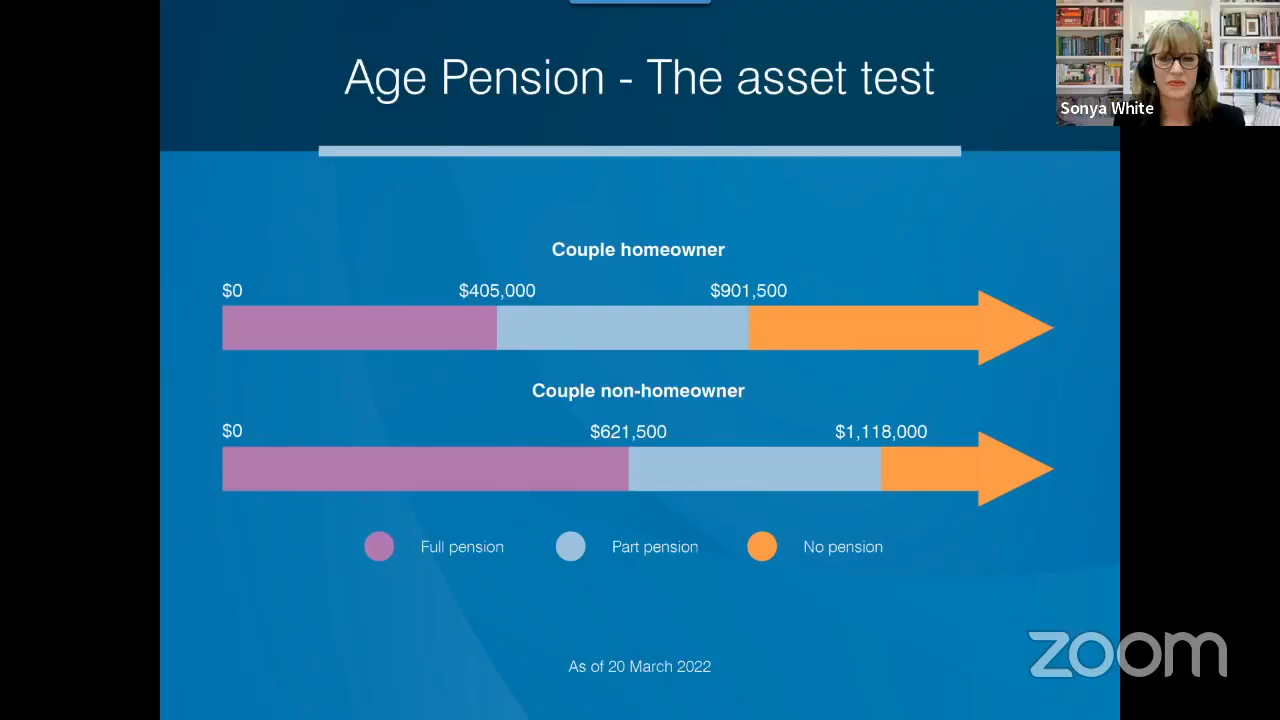 Age Pension - The asset test
Sonya White
Couple homeowner
$0 $405,000 $901,500
Couple non-homeowner
$0 $621,500 $1,118,000
Full pension Part pension No pension
As of 20 March 2022
zoom